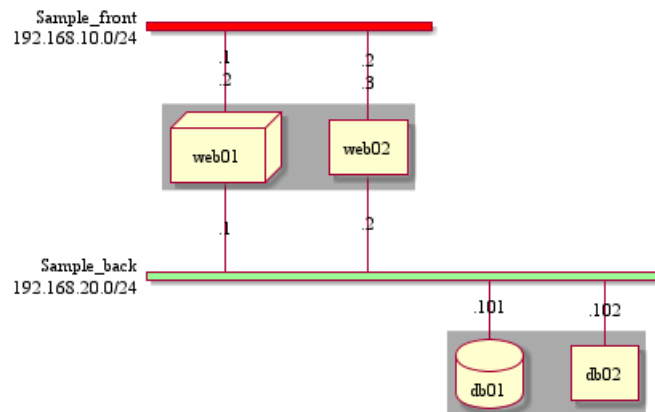 Sample_front
192.168.10.0/24
.1
.2
.2
.3
web01
web02
.1
.2
Sample_back
192.168.20.0/24
.101
.102
db01
db02